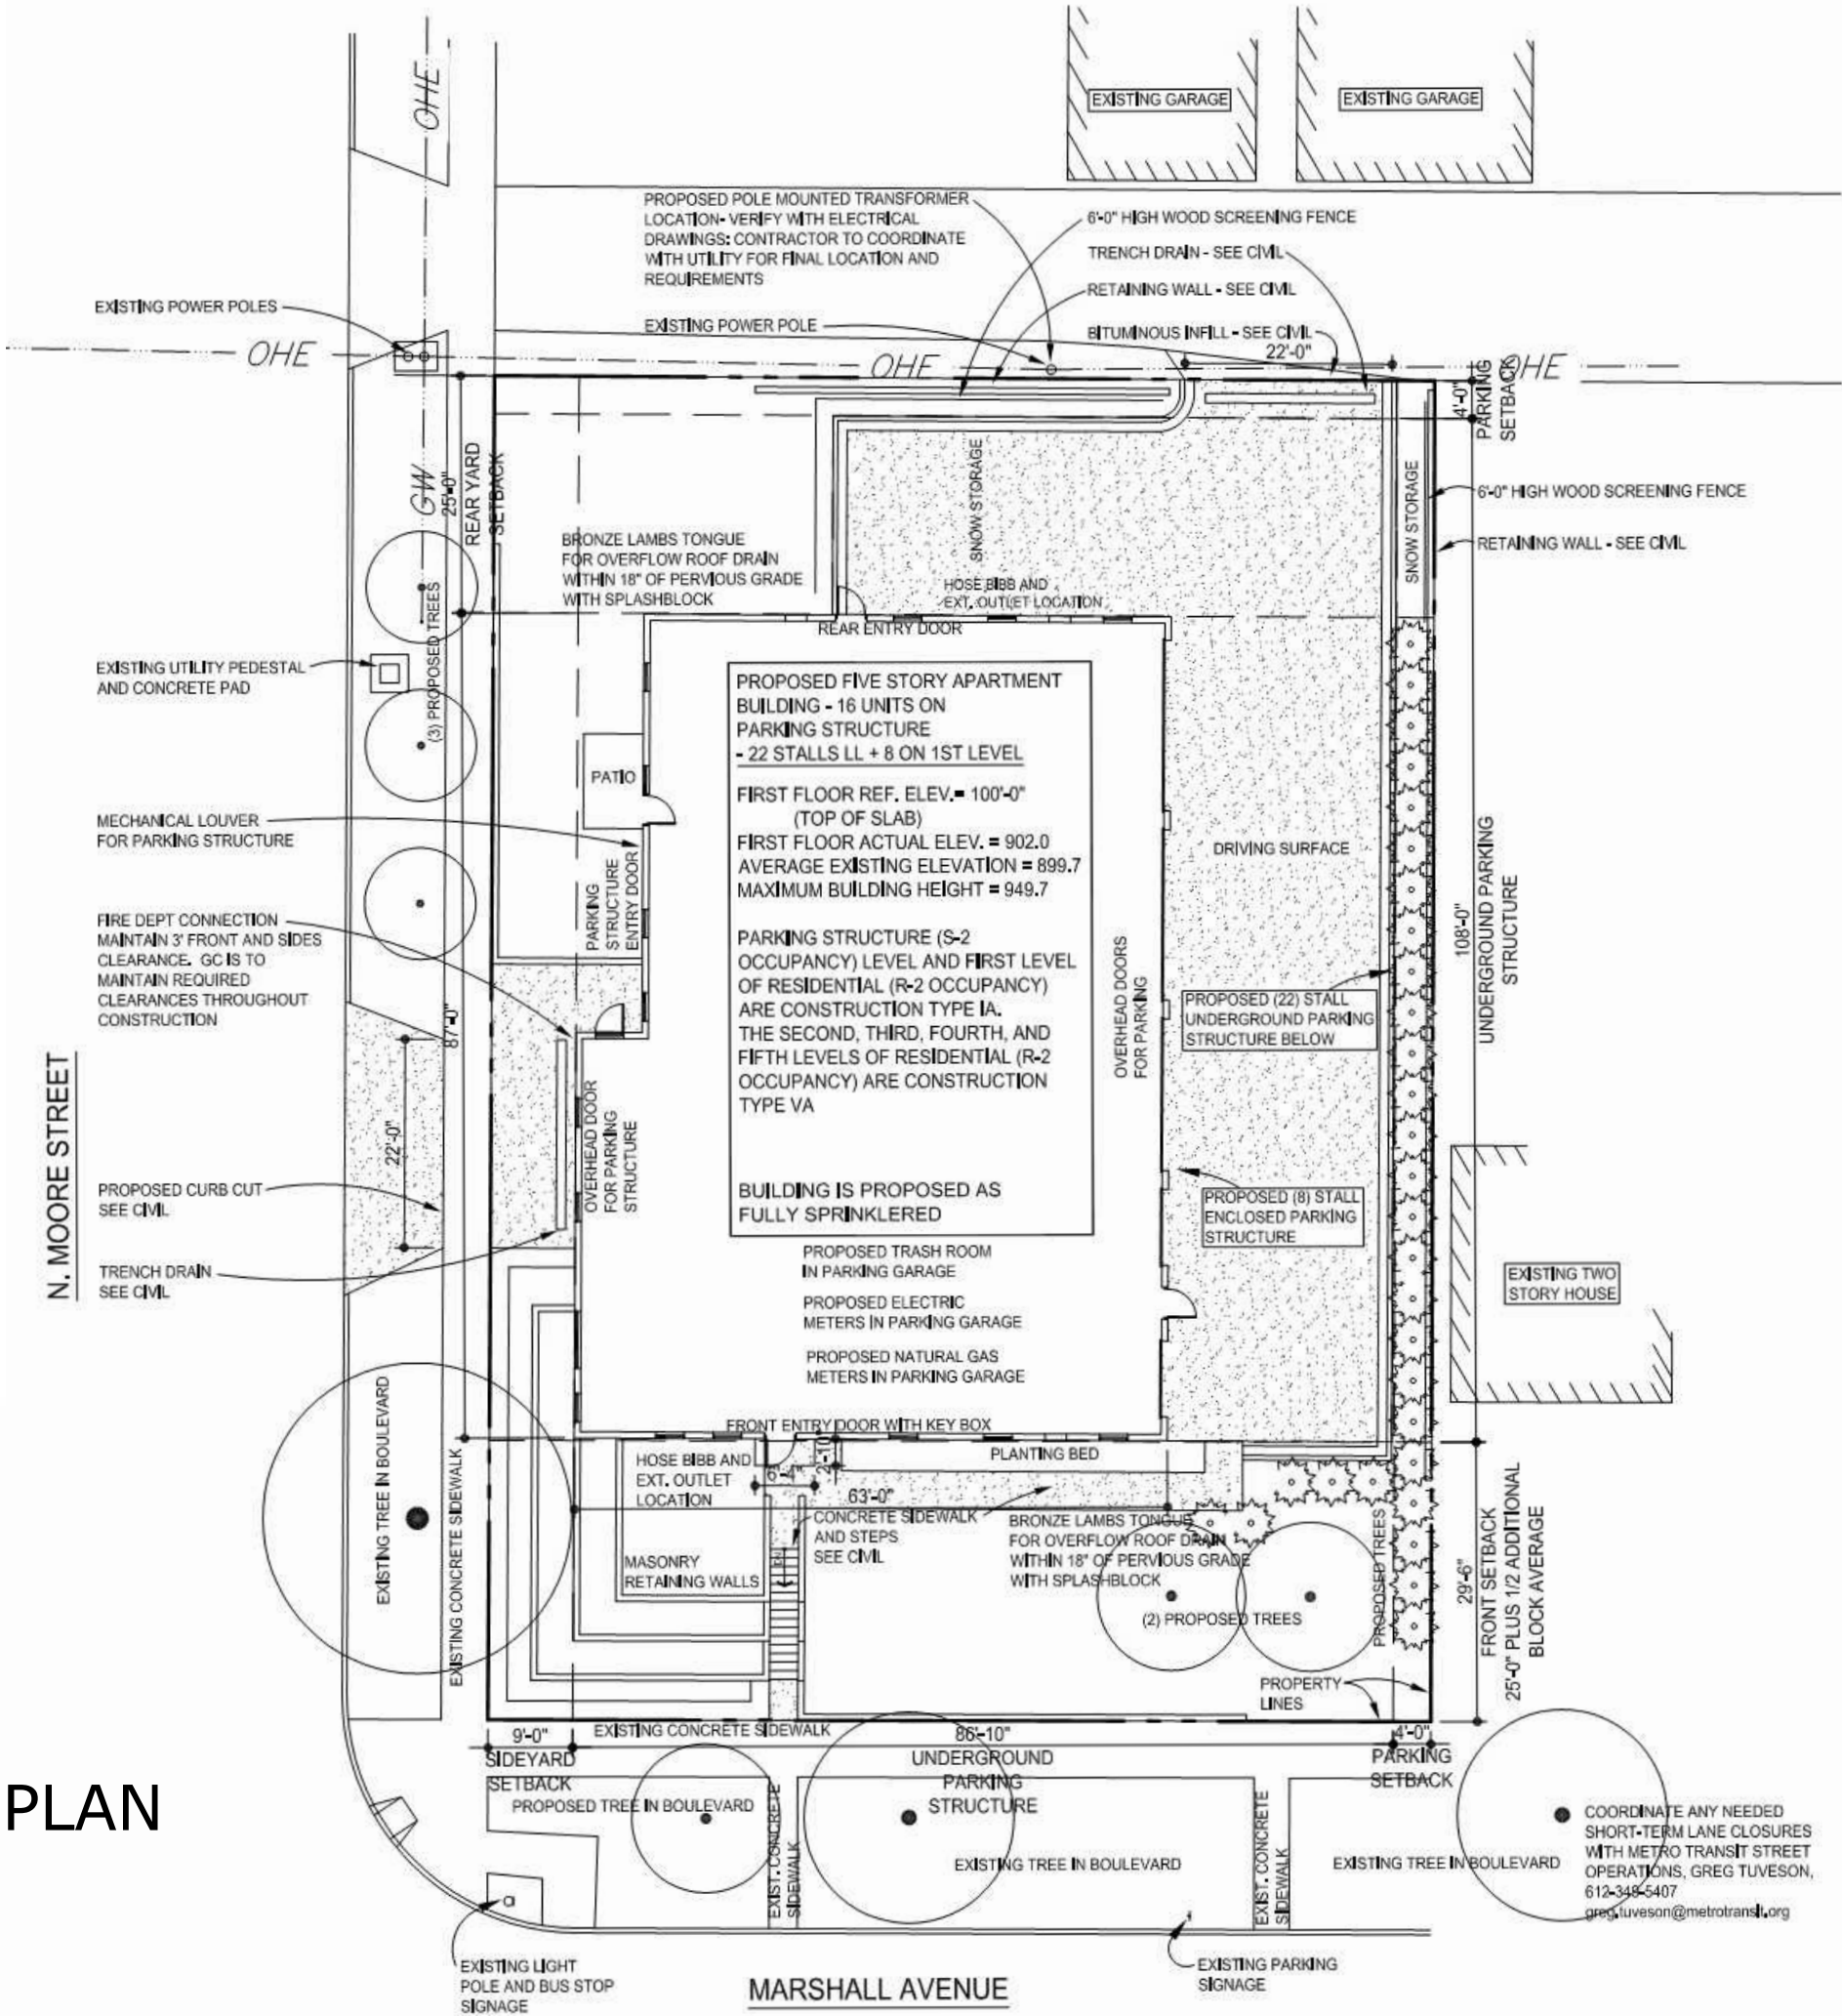 OHE
EXISTING GARAGE
EXISTING GARAGE
PROPOSED POLE MOUNTED TRANSFORMER
LOCATION- VERIFY WITH ELECTRICAL
DRAWINGS: CONTRACTOR TO COORDINATE
WITH UTILITY FOR FINAL LOCATION AND
REQUIREMENTS
6'-0" HIGH WOOD SCREENING FENCE
TRENCH DRAIN - SEE CIVIL
RETAINING WALL - SEE CIVIL
EXISTING POWER POLES
EXISTING POWER POLE
BITUMINOUS INFILL - SEE CIVIL
22'-0"
OHE
OHE
OHE
4'-0"
PARKING
SETBACK
GW
25'-0"
REAR YARD
SETBACK
SNOW STORAGE
SNOW STORAGE
6'-0" HIGH WOOD SCREENING FENCE
RETAINING WALL - SEE CIVIL
BRONZE LAMBS TONGUE
FOR OVERFLOW ROOF DRAIN
WITHIN 18" OF PERVIOUS GRADE
WITH SPLASHBLOCK
HOSE BIBB AND
EXT. OUTLET LOCATION
REAR ENTRY DOOR
(3) PROPOSED TREES
EXISTING UTILITY PEDESTAL
AND CONCRETE PAD
PROPOSED FIVE STORY APARTMENT
BUILDING - 16 UNITS ON
PARKING STRUCTURE
- 22 STALLS LL + 8 ON 1ST LEVEL
FIRST FLOOR REF. ELEV.= 100'-0"
(TOP OF SLAB)
FIRST FLOOR ACTUAL ELEV. = 902.0
AVERAGE EXISTING ELEVATION = 899.7
MAXIMUM BUILDING HEIGHT = 949.7
PARKING STRUCTURE (S-2
OCCUPANCY) LEVEL AND FIRST LEVEL
OF RESIDENTIAL (R-2 OCCUPANCY)
ARE CONSTRUCTION TYPE IA.
THE SECOND, THIRD, FOURTH, AND
FIFTH LEVELS OF RESIDENTIAL (R-2
OCCUPANCY) ARE CONSTRUCTION
TYPE VA
BUILDING IS PROPOSED AS
FULLY SPRINKLERED
PATIO
MECHANICAL LOUVER
FOR PARKING STRUCTURE
PARKING
STRUCTURE
ENTRY DOOR
DRIVING SURFACE
108'-0"
UNDERGROUND PARKING
STRUCTURE
FIRE DEPT CONNECTION
MAINTAIN 3' FRONT AND SIDES
CLEARANCE. GC IS TO
MAINTAIN REQUIRED
CLEARANCES THROUGHOUT
CONSTRUCTION
87'-0"
OVERHEAD DOORS
FOR PARKING
PROPOSED (22) STALL
UNDERGROUND PARKING
STRUCTURE BELOW
N. MOORE STREET
22'-0"
OVERHEAD DOOR
FOR PARKING
STRUCTURE
PROPOSED CURB CUT
SEE CIVIL
PROPOSED (8) STALL
ENCLOSED PARKING
STRUCTURE
TRENCH DRAIN
SEE CIVIL
PROPOSED TRASH ROOM
IN PARKING GARAGE
PROPOSED ELECTRIC
METERS IN PARKING GARAGE
PROPOSED NATURAL GAS
METERS IN PARKING GARAGE
EXISTING TWO
STORY HOUSE
EXISTING TREE IN BOULEVARD
EXISTING CONCRETE SIDEWALK
FRONT ENTRY DOOR WITH KEY BOX
HOSE BIBB AND
EXT. OUTLET
LOCATION
6'-4"
2'-10"
PLANTING BED
63'-0"
CONCRETE SIDEWALK
AND STEPS
SEE CIVIL
BRONZE LAMBS TONGUE
FOR OVERFLOW ROOF DRAIN
WITHIN 18" OF PERVIOUS GRADE
WITH SPLASHBLOCK
MASONRY
RETAINING WALLS
(2) PROPOSED TREES
PROPOSED TREES
29'-6"
FRONT SETBACK
25'-0" PLUS 1/2 ADDITIONAL
BLOCK AVERAGE
PROPERTY
LINES
9'-0"
SIDEYARD
SETBACK
EXISTING CONCRETE SIDEWALK
86'-10"
UNDERGROUND
PARKING
STRUCTURE
4'-0"
PARKING
SETBACK
PLAN
PROPOSED TREE IN BOULEVARD
EXIST. CONCRETE
SIDEWALK
EXISTING TREE IN BOULEVARD
EXIST. CONCRETE
SIDEWALK
EXISTING TREE IN BOULEVARD
COORDINATE ANY NEEDED
SHORT-TERM LANE CLOSURES
WITH METRO TRANSIT STREET
OPERATIONS, GREG TUVESON,
612-349-5407
greg.tuveson@metrotransit.org
EXISTING LIGHT
POLE AND BUS STOP
SIGNAGE
EXISTING PARKING
SIGNAGE
MARSHALL AVENUE